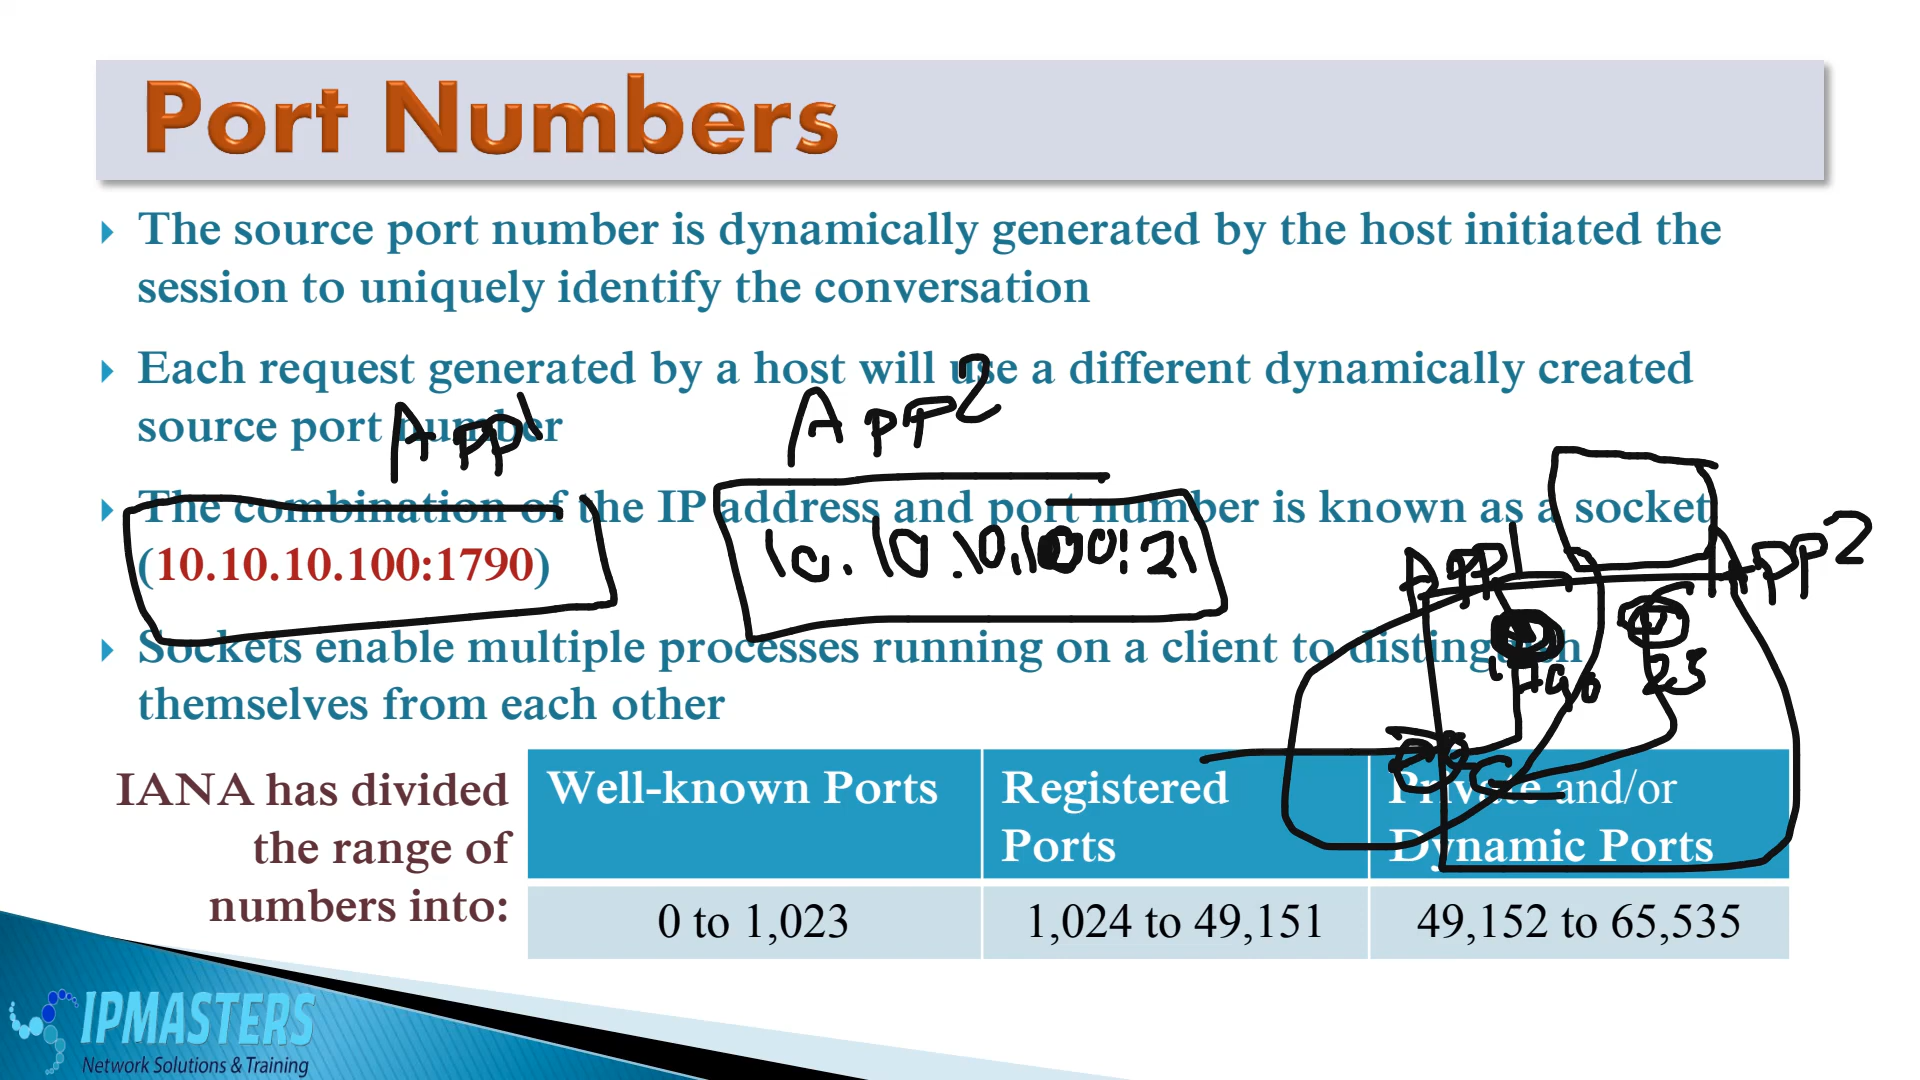 Port Numbers
The source port number is dynamically generated by the host initiated the
session to uniquely identify the conversation
Each request generated by a host will use a different dynamically created
source port number
App1
App2
The combination of the IP address and port number is known as a socket
(10.10.10.100:1790)
10.10.10.100:21
App1
App2
Sockets enable multiple processes running on a client to distinguish
themselves from each other
1790
IANA has divided
the range of
numbers into:
Well-known Ports
Registered
Ports
Private and/or
Dynamic Ports
0 to 1,023
1,024 to 49,151
49,152 to 65,535
IPMASTERS
Network Solutions & Training